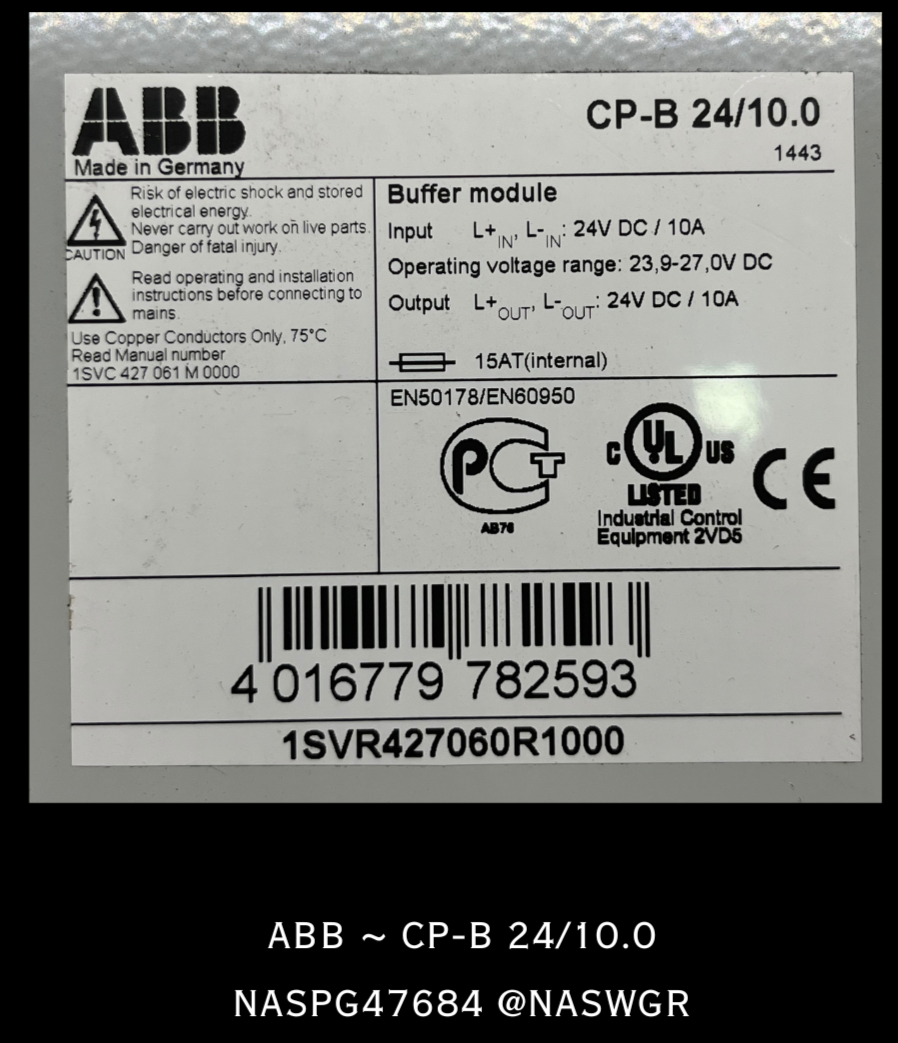 ABB
CP-B 24/10.0
Made in Germany
1443
Risk of electric shock and stored
electrical energy.
Never carry out work on live parts.
Danger of fatal injury.
CAUTION
Read operating and installation
instructions before connecting to
mains.
Use Copper Conductors Only, 75°C
Read Manual number
1SVC 427 061 M 0000
Buffer module
Input L+IN, L-IN: 24V DC / 10A
Operating voltage range: 23,9-27,0V DC
Output L+OUT, L-OUT: 24V DC / 10A
15AT(internal)
EN50178/EN60950
PCT
AB76
C UL US
LISTED
Industrial Control
Equipment 2VD5
CE
4 016779 782593
1SVR427060R1000
ABB ~ CP-B 24/10.0
NASPG47684 @NASWGR